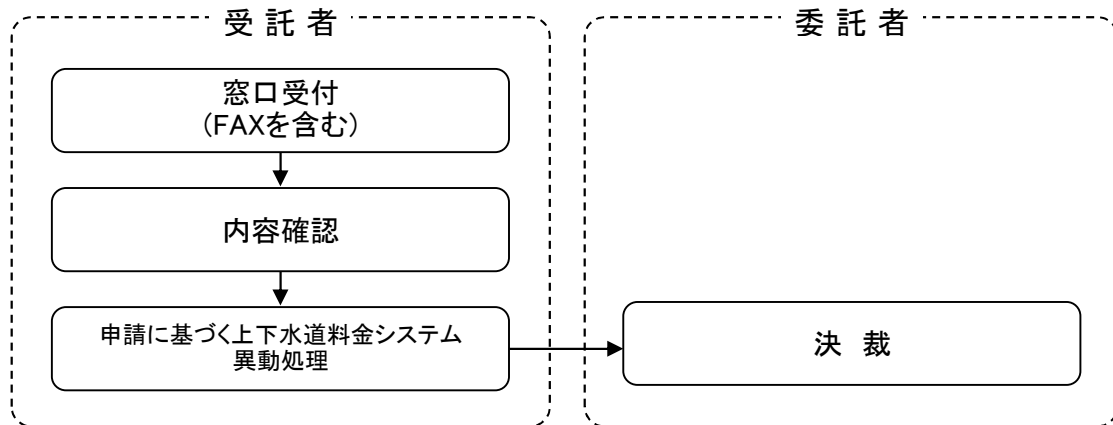 受 託 者
窓口受付
（FAXを含む）
内容確認
申請に基づく上下水道料金システム
異動処理
委 託 者
決 裁